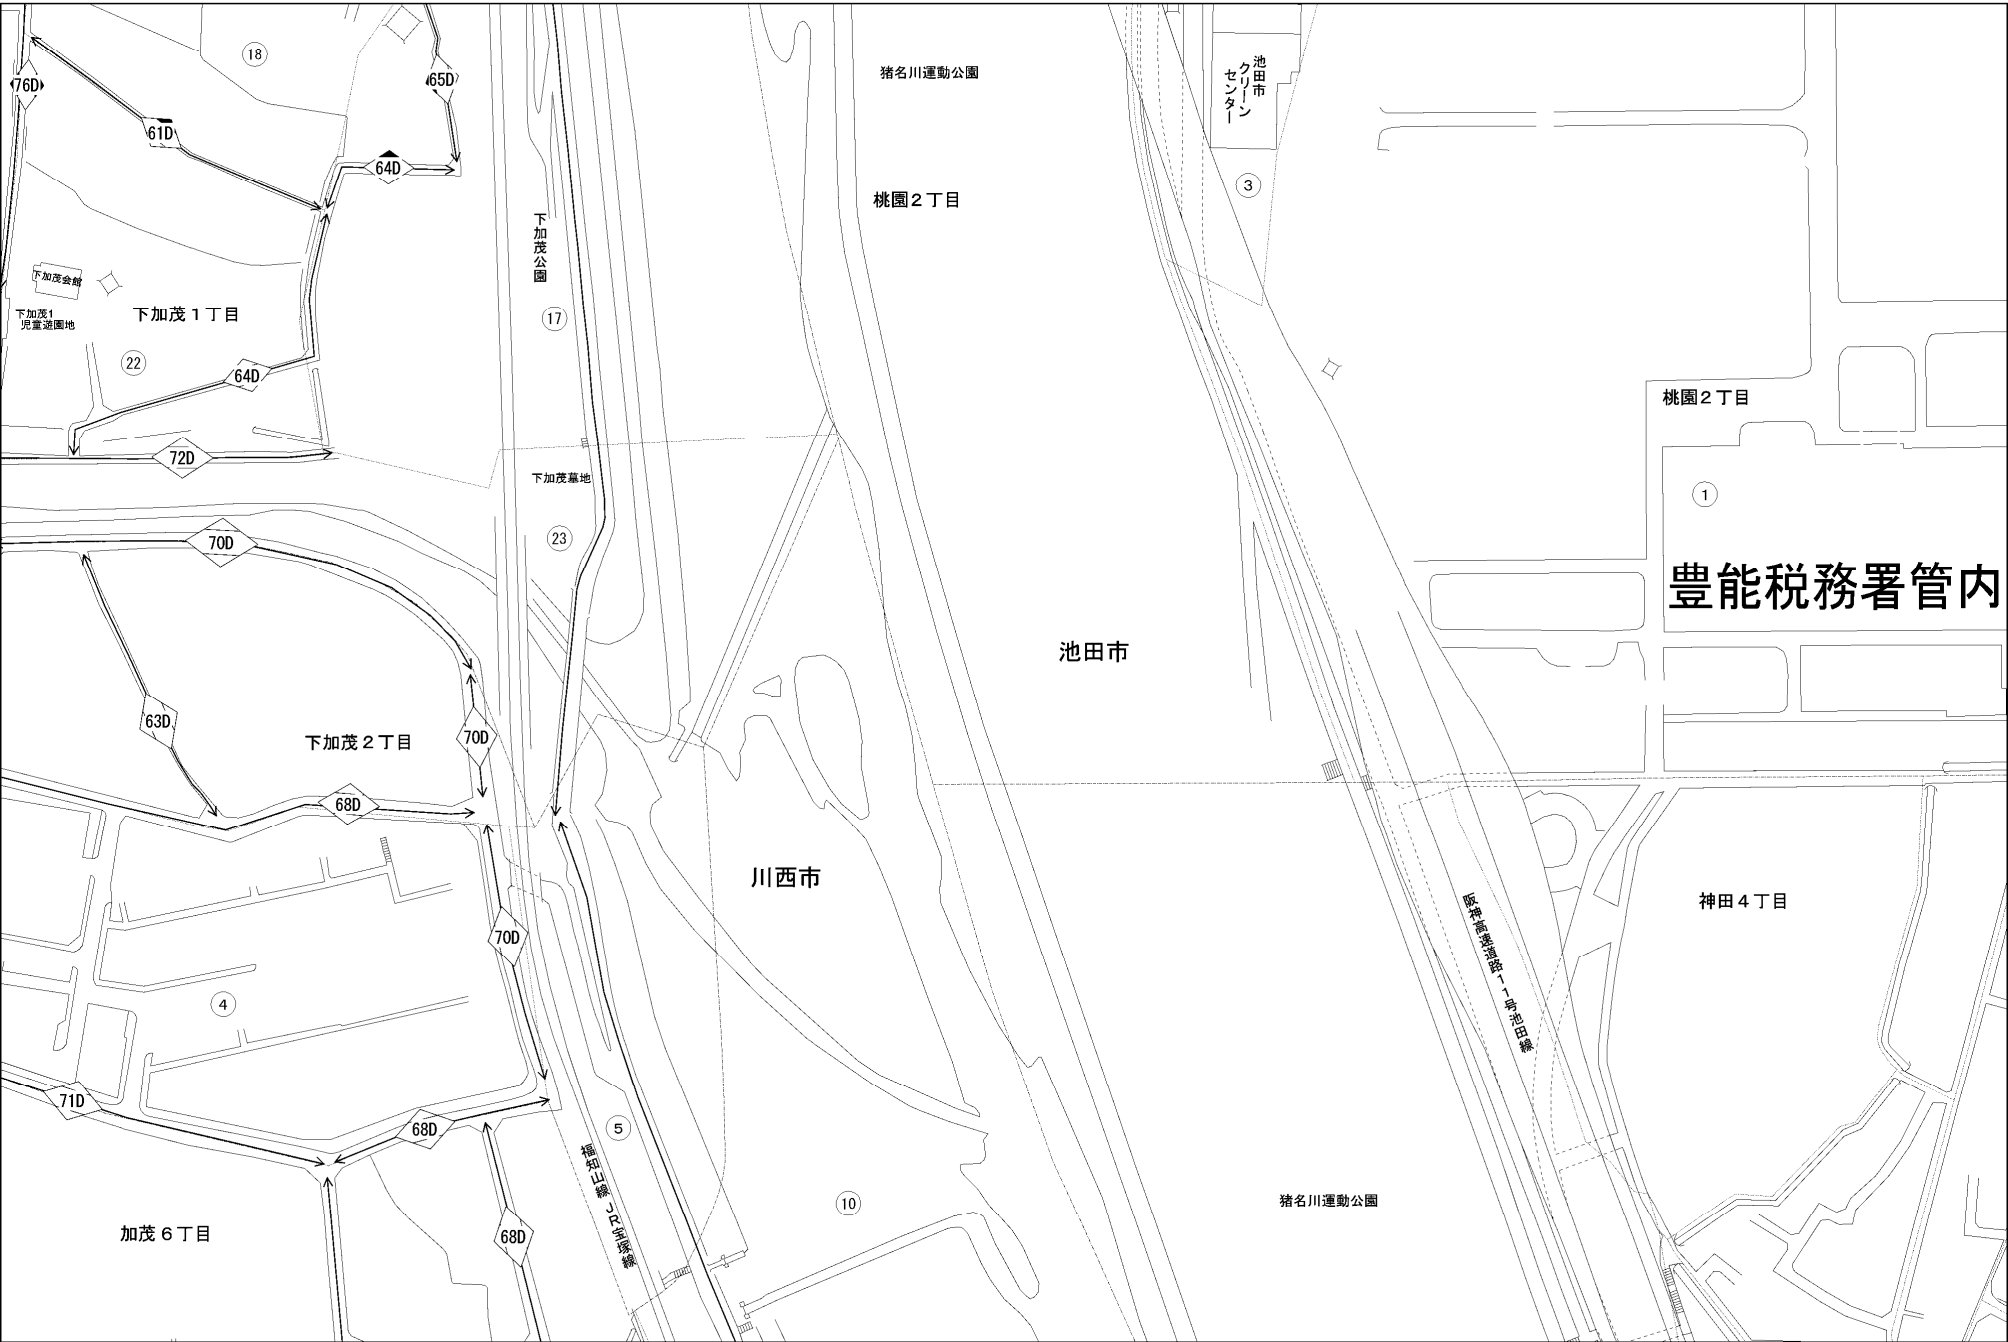 18
76D
65D
61D
64D
猪名川運動公園
池田市
クリーン
センター
3
桃園2丁目
下加茂公園
下加茂会館
下加茂1
児童遊園地
下加茂1丁目
17
22
64D
桃園2丁目
72D
下加茂墓地
1
70D
23
豊能税務署管内
池田市
63D
下加茂2丁目
70D
68D
川西市
神田4丁目
阪神高速道路11号池田線
70D
4
71D
68D
5
福知山線 JR宝塚線
10
猪名川運動公園
加茂6丁目
68D